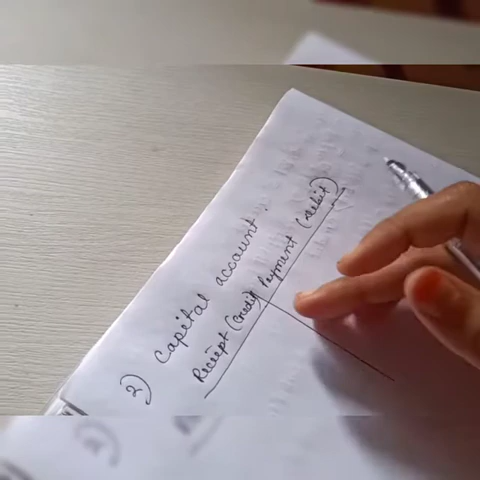 2) Capital account.
Receipt (Credit) Payment (debit)